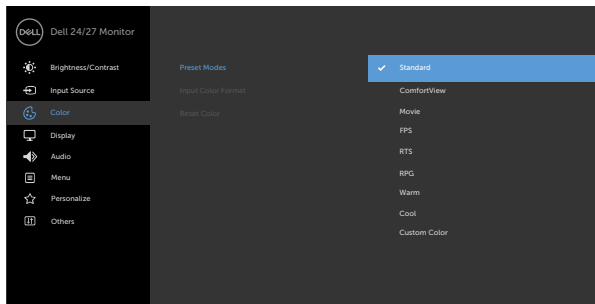 DELL Dell 24/27 Monitor
Brightness/Contrast Preset Modes Standard
Input Source Input Color Format ComfortView
Color Reset Color Movie
Display FPS
Audio RTS
Menu RPG
Personalize Warm
Others Cool
Custom Color